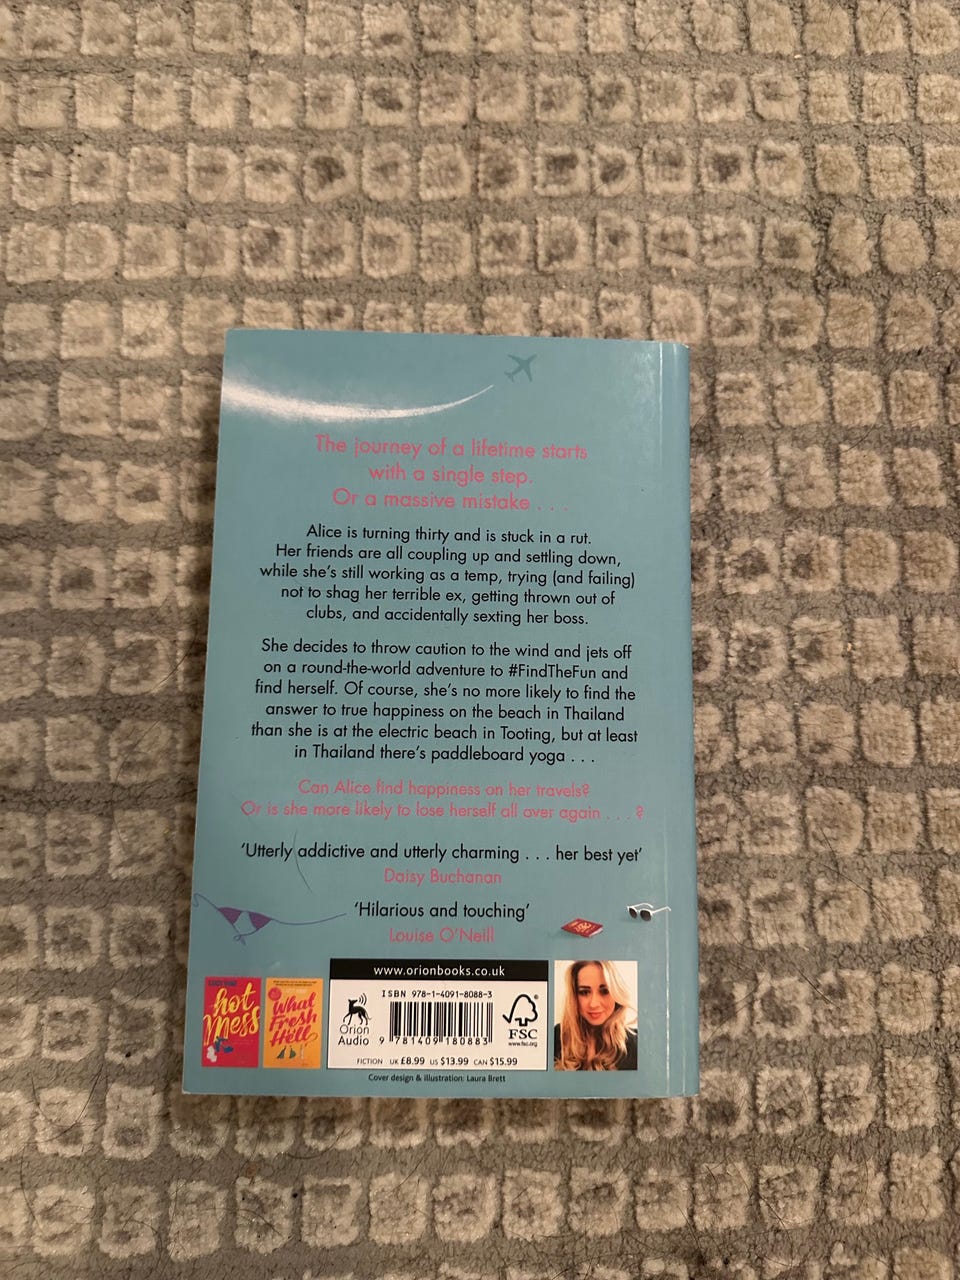 The journey of a lifetime starts
with a single step.
Or a massive mistake . . .
Alice is turning thirty and is stuck in a rut.
Her friends are all coupling up and settling down,
while she's still working as a temp, trying (and failing)
not to shag her terrible ex, getting thrown out of
clubs, and accidentally sexting her boss.
She decides to throw caution to the wind and jets off
on a round-the-world adventure to #FindTheFun and
find herself. Of course, she's no more likely to find the
answer to true happiness on the beach in Thailand
than she is at the electric beach in Tooting, but at least
in Thailand there's paddleboard yoga . . .
Can Alice find happiness on her travels?
Or is she more likely to lose herself all over again . . . ?
'Utterly addictive and utterly charming . . . her best yet'
Daisy Buchanan
'Hilarious and touching'
Louise O'Neill
hot
Mess
What
Fresh
Hell
www.orionbooks.co.uk
ISBN 978-1-4091-8088-3
Orion
Audio
9 781409 180883
FSC
www.fsc.org
FICTION UK £8.99 US $13.99 CAN $15.99
Cover design & illustration: Laura Brett